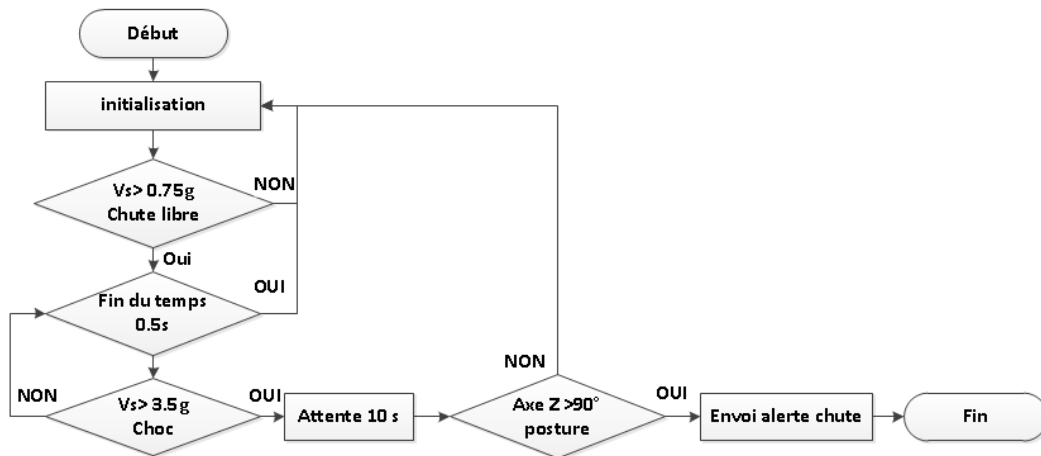 Début
initialisation
Vs> 0.75g
Chute libre
NON
Oui
Fin du temps
0.5s
OUI
Vs> 3.5g
Choc
NON
OUI
Attente 10 s
Axe Z >90°
posture
NON
OUI
Envoi alerte chute
Fin